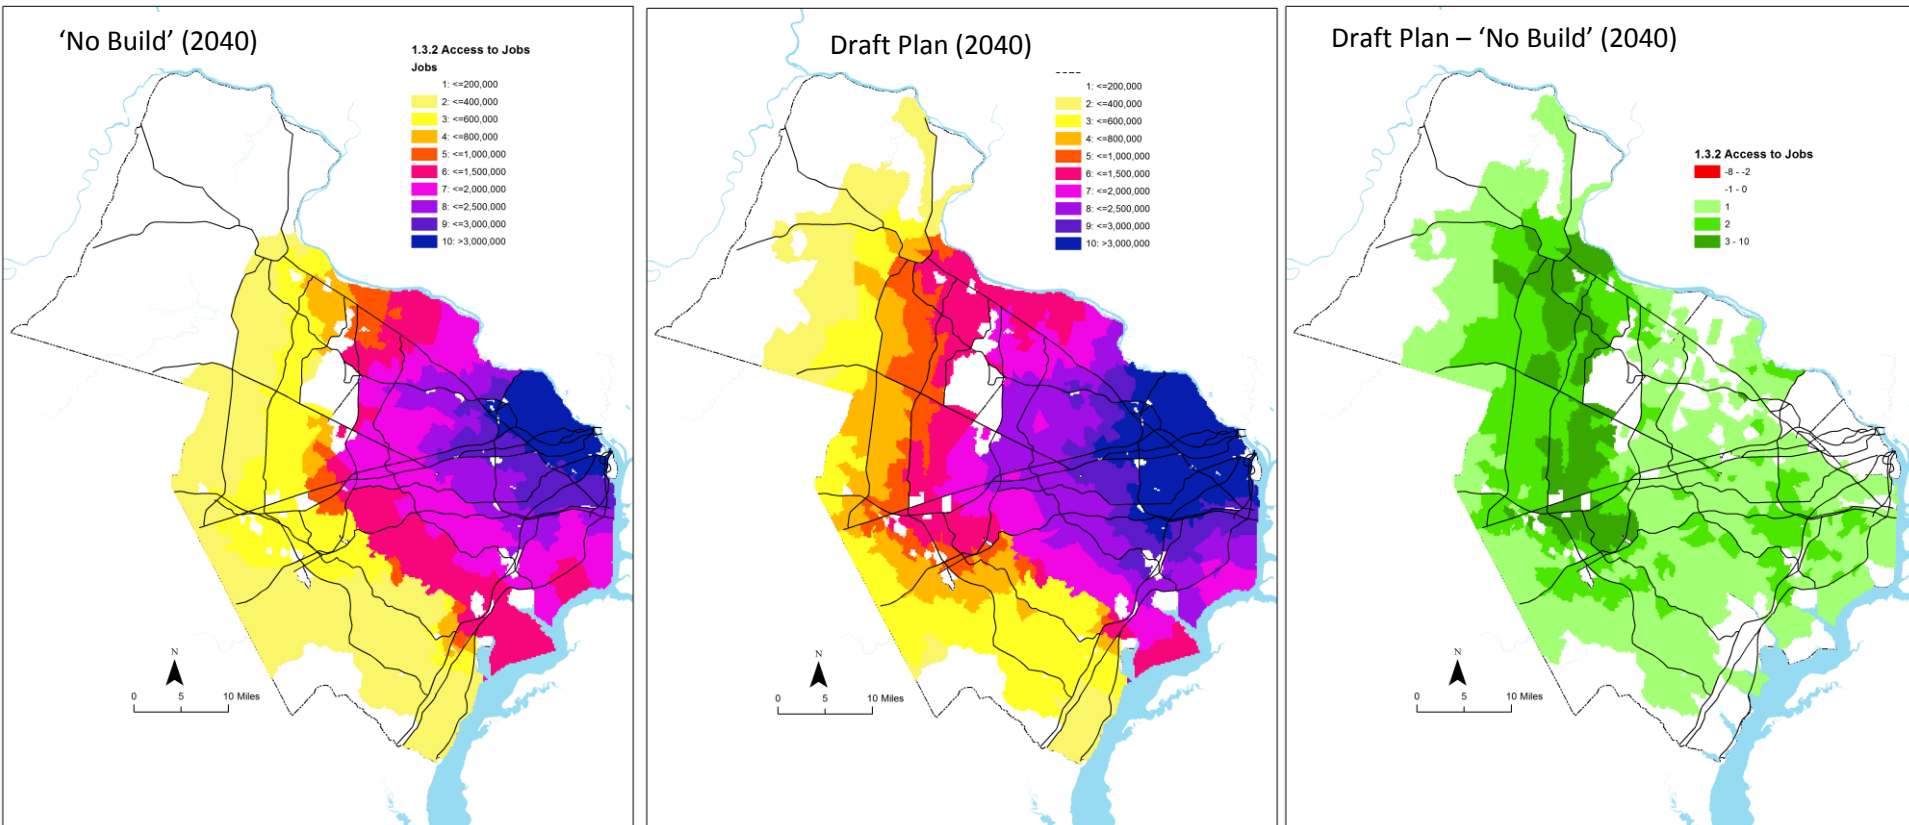 ‘No Build’ (2040)
1.3.2 Access to Jobs
Jobs
1: <=200,000
2: <=400,000
3: <=600,000
4: <=800,000
5: <=1,000,000
6: <=1,500,000
7: <=2,000,000
8: <=2,500,000
9: <=3,000,000
10: >3,000,000
N
0 5 10 Miles
Draft Plan (2040)
1: <=200,000
2: <=400,000
3: <=600,000
4: <=800,000
5: <=1,000,000
6: <=1,500,000
7: <=2,000,000
8: <=2,500,000
9: <=3,000,000
10: >3,000,000
N
0 5 10 Miles
Draft Plan – ‘No Build’ (2040)
1.3.2 Access to Jobs
-8 - -2
-1 - 0
1
2
3 - 10
N
0 5 10 Miles